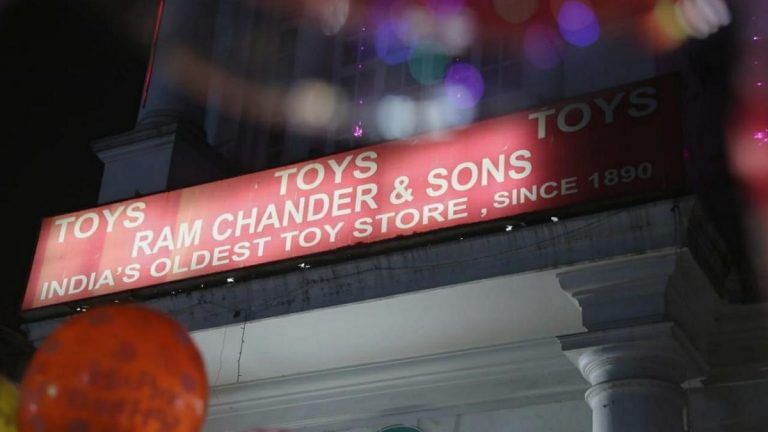 TOYS TOYS TOYS
RAM CHANDER & SONS
INDIA'S OLDEST TOY STORE , SINCE 1890